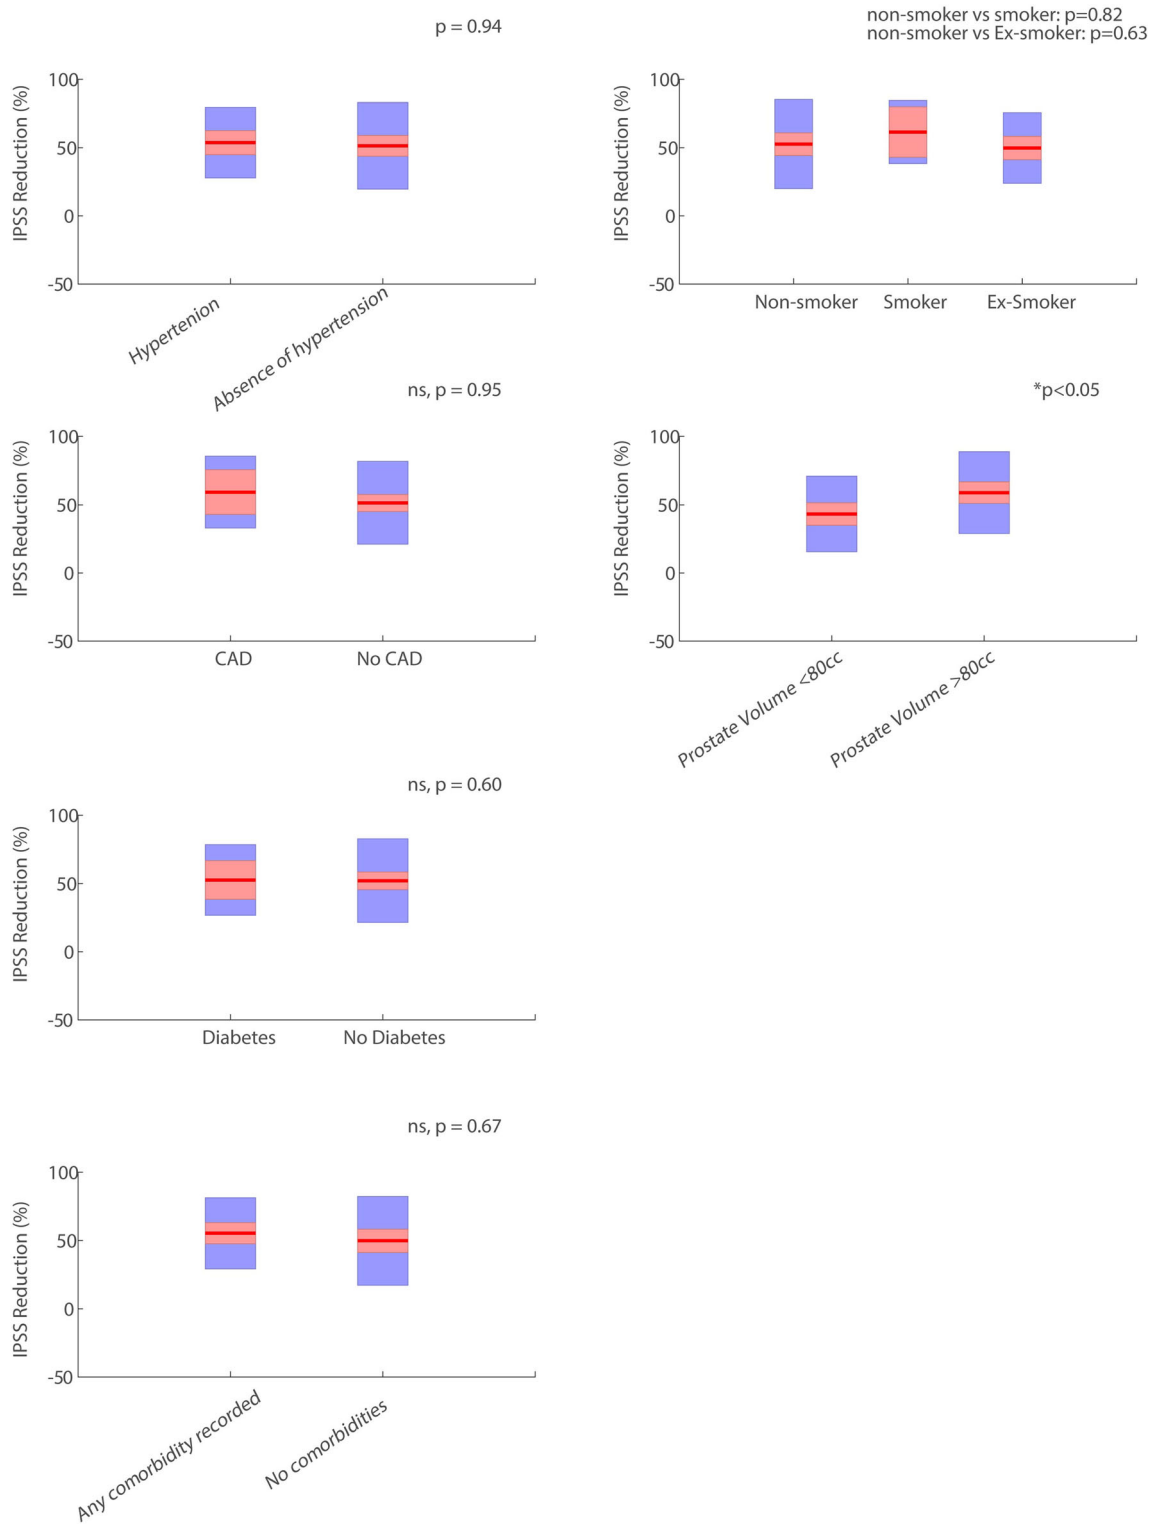 p = 0.94
IPSS Reduction (%)
100
50
0
-50
Hypertenion
Absence of hypertension
non-smoker vs smoker: p=0.82
non-smoker vs Ex-smoker: p=0.63
IPSS Reduction (%)
100
50
0
-50
Non-smoker Smoker Ex-Smoker
ns, p = 0.95
IPSS Reduction (%)
100
50
0
-50
CAD No CAD
*p<0.05
IPSS Reduction (%)
100
50
0
-50
Prostate Volume <80cc
Prostate Volume >80cc
ns, p = 0.60
IPSS Reduction (%)
100
50
0
-50
Diabetes No Diabetes
ns, p = 0.67
IPSS Reduction (%)
100
50
0
-50
Any comorbidity recorded
No comorbidities